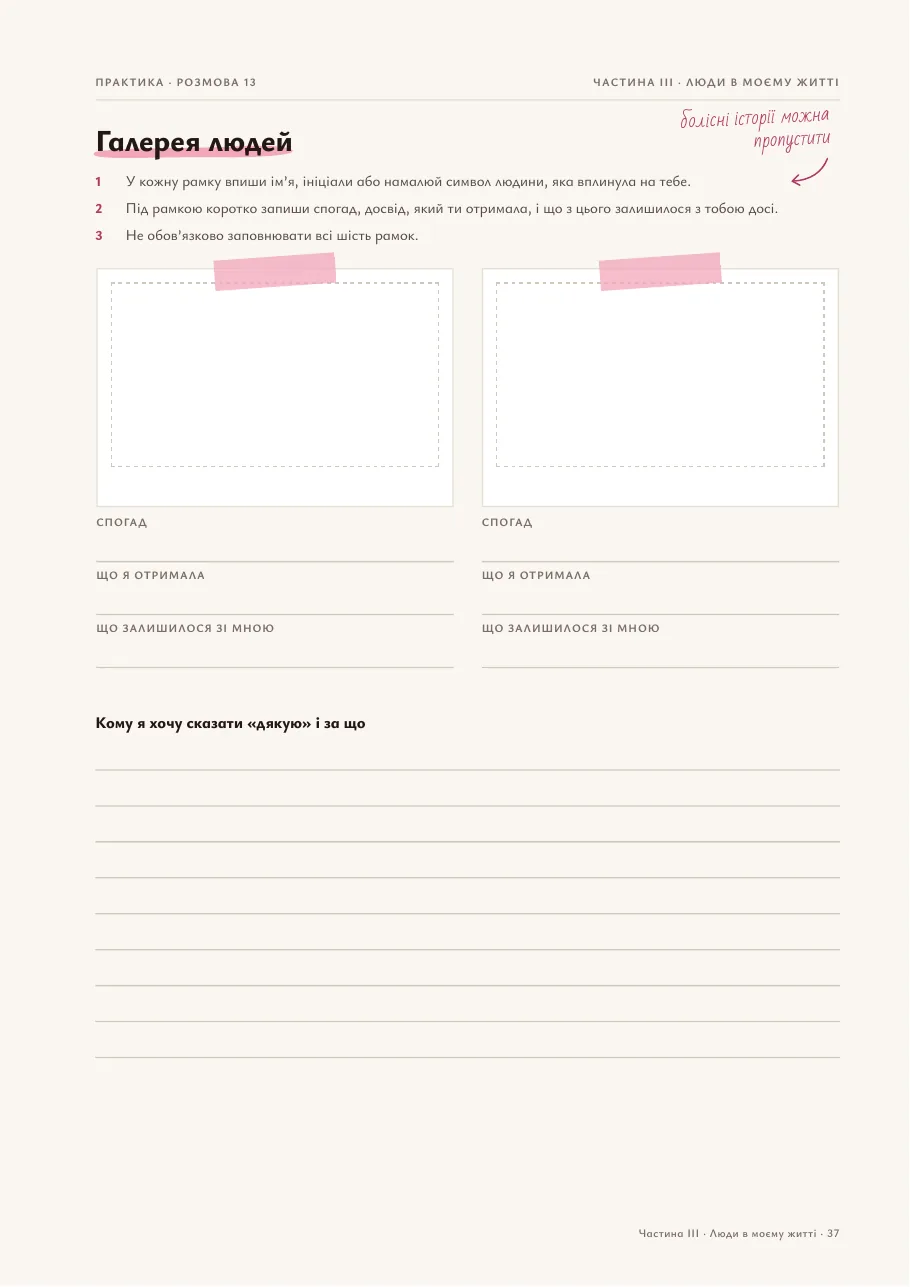 ПРАКТИКА · РОЗМОВА 13
ЧАСТИНА III · ЛЮДИ В МОЄМУ ЖИТТІ
болісні історії можна
пропустити
Галерея людей
1 У кожну рамку впиши ім’я, ініціали або намалюй символ людини, яка вплинула на тебе.
2 Під рамкою коротко запиши спогад, досвід, який ти отримала, і що з цього залишилося з тобою досі.
3 Не обов’язково заповнювати всі шість рамок.
СПОГАД
ЩО Я ОТРИМАЛА
ЩО ЗАЛИШИЛОСЯ ЗІ МНОЮ
СПОГАД
ЩО Я ОТРИМАЛА
ЩО ЗАЛИШИЛОСЯ ЗІ МНОЮ
Кому я хочу сказати «дякую» і за що
Частина III · Люди в моєму житті · 37